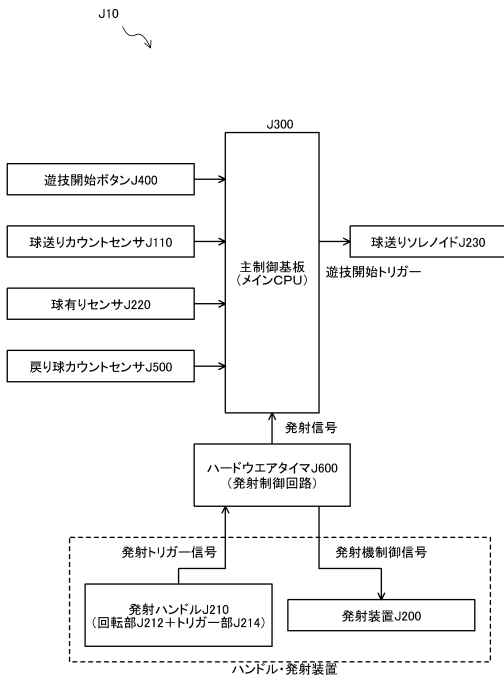 J10
J300
遊技開始ボタンJ400
球送りカウントセンサJ110
球有りセンサJ220
戻り球カウントセンサJ500
主制御基板
(メインCPU)
球送りソレノイドJ230
遊技開始トリガー
発射信号
ハードウエアタイマJ600
(発射制御回路)
発射トリガー信号
発射機制御信号
発射ハンドルJ210
(回転部J212+トリガー部J214)
発射装置J200
ハンドル・発射装置